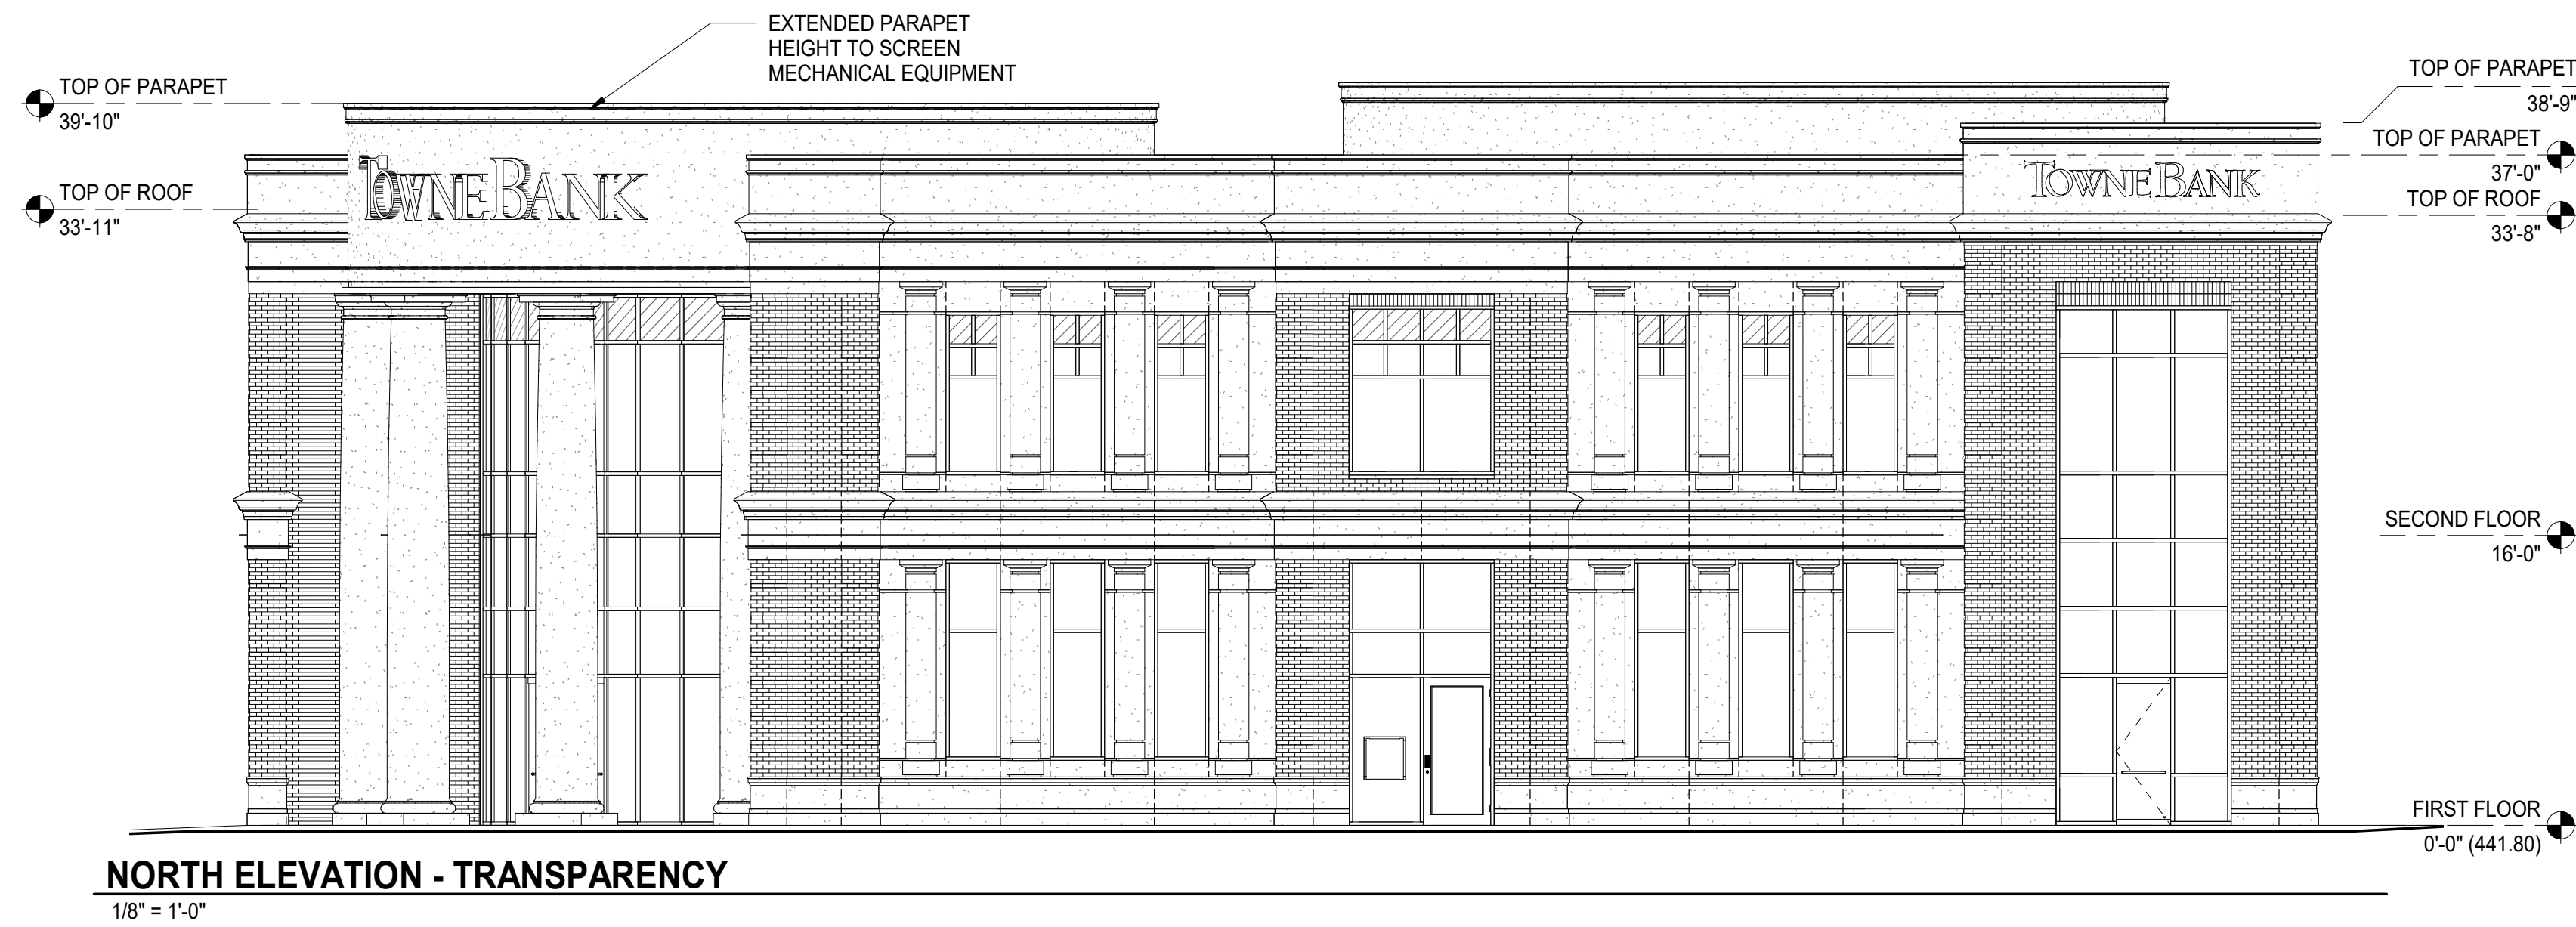 EXTENDED PARAPET
HEIGHT TO SCREEN
MECHANICAL EQUIPMENT
TOP OF PARAPET
39'-10"
TOP OF ROOF
33'-11"
TOWNEBANK
TOWNEBANK
TOP OF PARAPET
38'-9"
TOP OF PARAPET
37'-0"
TOP OF ROOF
33'-8"
SECOND FLOOR
16'-0"
FIRST FLOOR
0'-0" (441.80)
NORTH ELEVATION - TRANSPARENCY
1/8" = 1'-0"